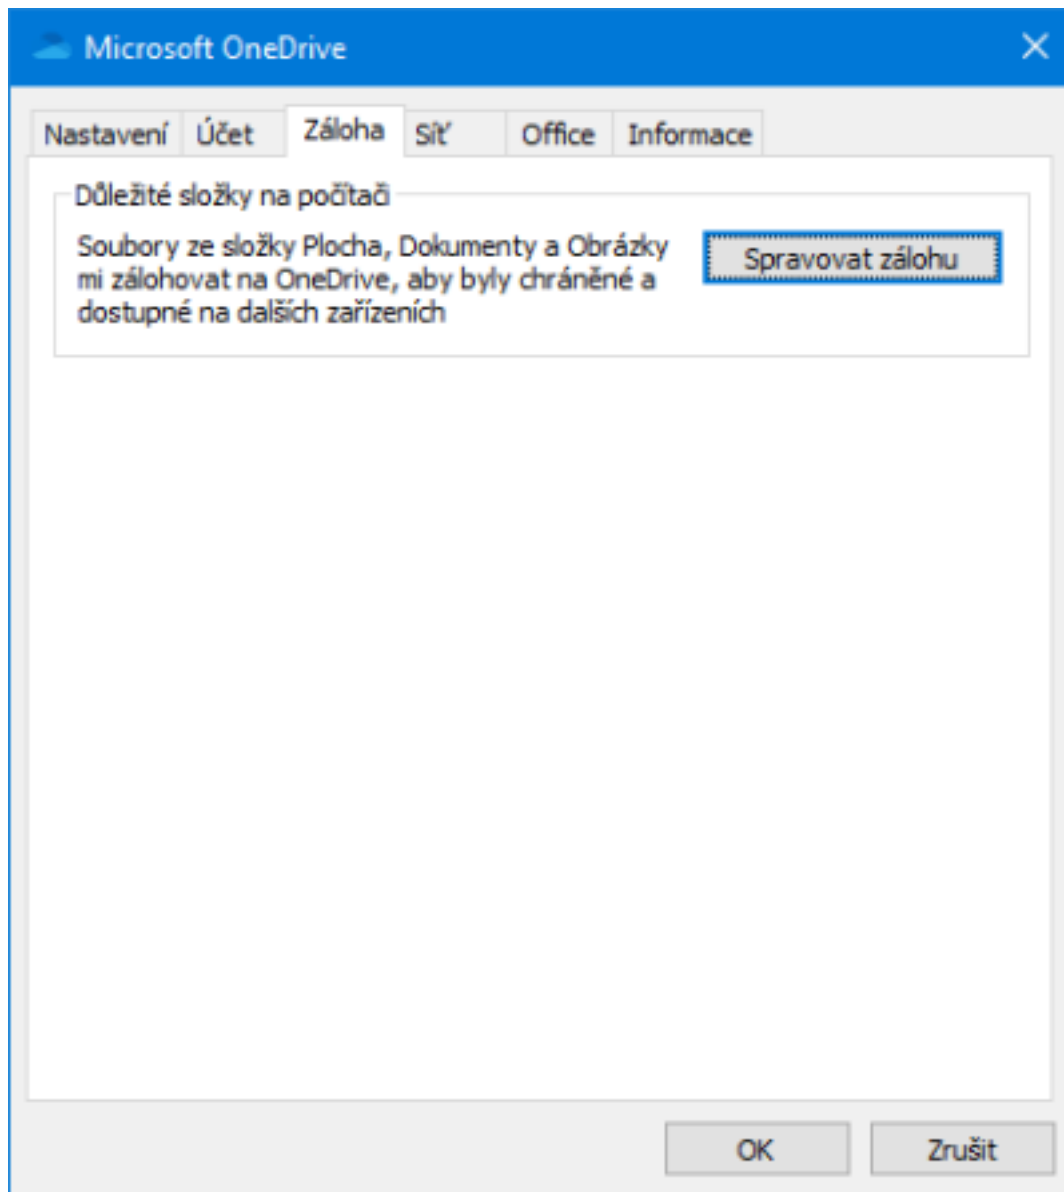 Microsoft OneDrive
Nastavení Účet Záloha Síť Office Informace
Důležité složky na počítači
Soubory ze složky Plocha, Dokumenty a Obrázky
mi zálohovat na OneDrive, aby byly chráněné a
dostupné na dalších zařízeních
Spravovat zálohu
OK Zrušit